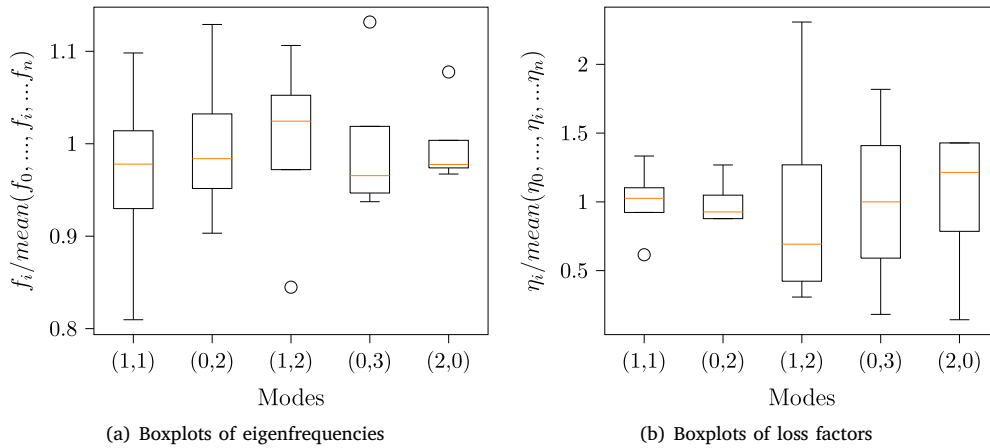 f_i/mean(f_0, ..., f_i, ...f_n)
1.1
1
0.9
0.8
(1,1) (0,2) (1,2) (0,3) (2,0)
Modes
(a) Boxplots of eigenfrequencies
η_i/mean(η_0, ..., η_i, ...η_n)
2
1.5
1
0.5
(1,1) (0,2) (1,2) (0,3) (2,0)
Modes
(b) Boxplots of loss factors